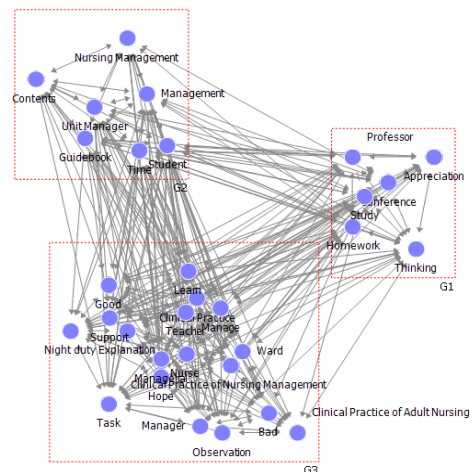 Nursing Management
Contents
Management
Unit Manager
Guidebook
Time
Student
G2
Professor
Appreciation
Conference
Study
Homework
Thinking
G1
Learn
Good
Clinical Practice
Teacher
Manage
Support
Night duty
Explanation
Ward
Nurse
Managerial
Clinical Practice of Nursing Management
Hope
Task
Manager
Bad
Clinical Practice of Adult Nursing
Observation
G3